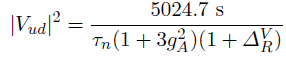 |V_{ud}|^2 = \frac{5024.7 \text{ s}}{\tau_n (1 + 3g_A^2)(1 + \Delta_R^V)}